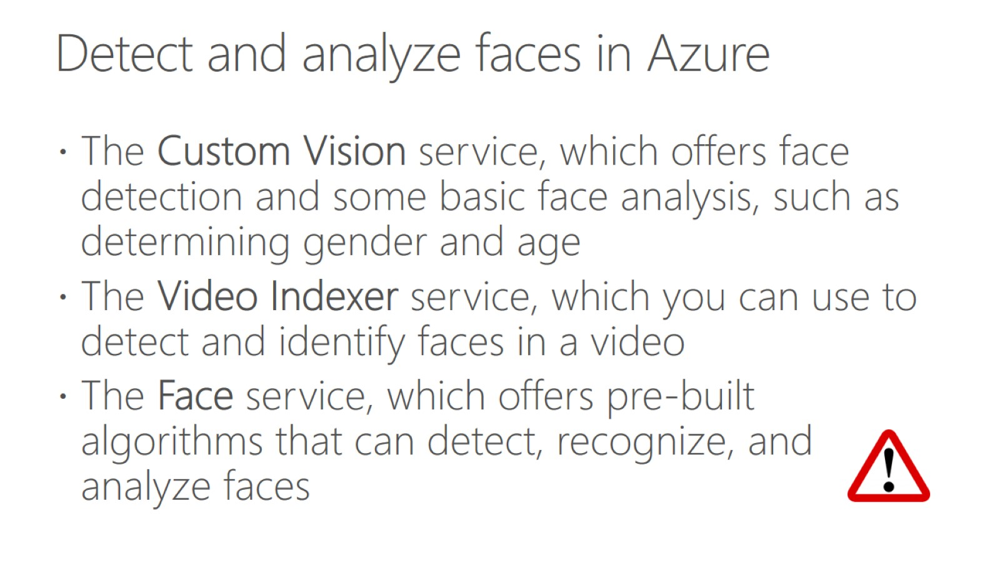 Detect and analyze faces in Azure
· The Custom Vision service, which offers face
detection and some basic face analysis, such as
determining gender and age
· The Video Indexer service, which you can use to
detect and identify faces in a video
· The Face service, which offers pre-built
algorithms that can detect, recognize, and
analyze faces